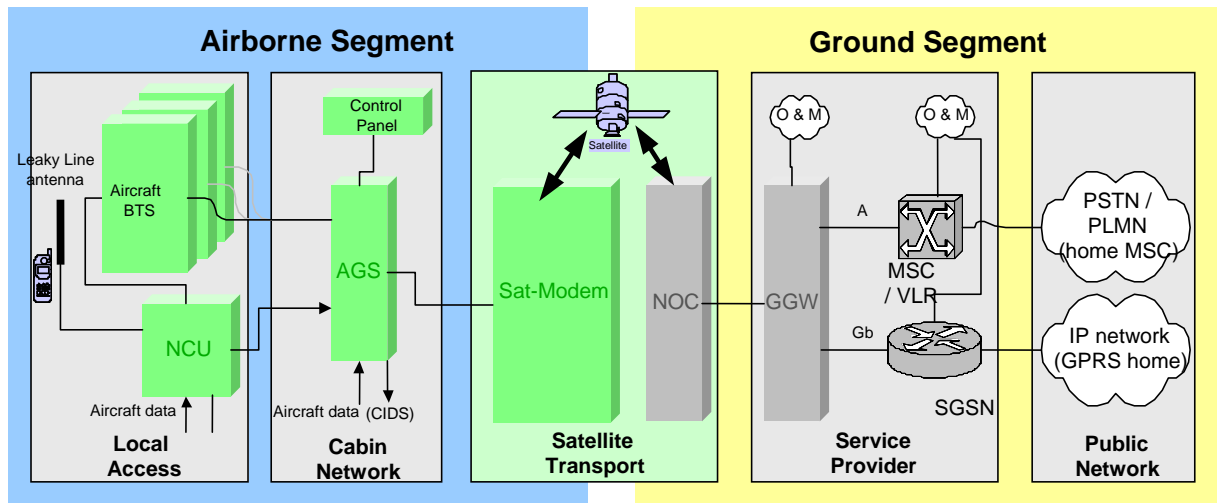 Airborne Segment
Ground Segment
Leaky Line
antenna
Aircraft
BTS
NCU
Aircraft data
Local
Access
Control
Panel
AGS
Aircraft data
(CIDS)
Cabin
Network
Satellite
Sat-Modem
NOC
Satellite
Transport
O & M
O & M
GGW
A
MSC
/ VLR
Gb
SGSN
Service
Provider
PSTN /
PLMN
(home MSC)
IP network
(GPRS home)
Public
Network